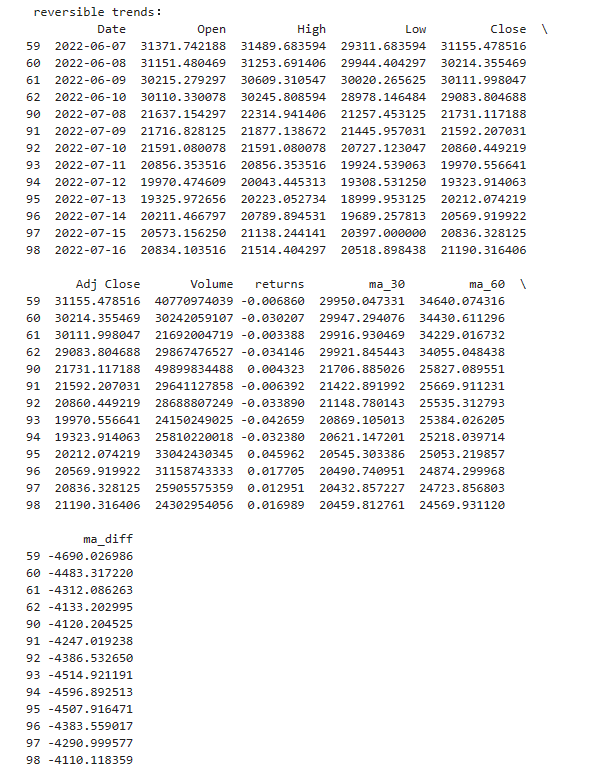 reversible trends:
Date Open High Low Close \
59 2022-06-07 31371.742188 31489.683594 29311.683594 31155.478516
60 2022-06-08 31151.480469 31253.691406 29944.404297 30214.355469
61 2022-06-09 30215.279297 30609.310547 30020.265625 30111.998047
62 2022-06-10 30110.330078 30245.808594 28978.146484 29083.804688
90 2022-07-08 21637.154297 22314.941406 21257.453125 21731.117188
91 2022-07-09 21716.828125 21877.138672 21445.957031 21592.207031
92 2022-07-10 21591.080078 21591.080078 20727.123047 20860.449219
93 2022-07-11 20856.353516 20856.353516 19924.539063 19970.556641
94 2022-07-12 19970.474609 20043.445313 19308.531250 19323.914063
95 2022-07-13 19325.972656 20223.052734 18999.953125 20212.074219
96 2022-07-14 20211.466797 20789.894531 19689.257813 20569.919922
97 2022-07-15 20573.156250 21138.244141 20397.000000 20836.328125
98 2022-07-16 20834.103516 21514.404297 20518.898438 21190.316406
Adj Close Volume returns ma_30 ma_60 \
59 31155.478516 40770974039 -0.006860 29950.047331 34640.074316
60 30214.355469 30242059107 -0.030207 29947.294076 34430.611296
61 30111.998047 21692004719 -0.003388 29916.930469 34229.016732
62 29083.804688 29867476527 -0.034146 29921.845443 34055.048438
90 21731.117188 49899834488 0.004323 21706.885026 25827.089551
91 21592.207031 29641127858 -0.006392 21422.891992 25669.911231
92 20860.449219 28688807249 -0.033890 21148.780143 25535.312793
93 19970.556641 24150249025 -0.042659 20869.105013 25384.026205
94 19323.914063 25810220018 -0.032380 20621.147201 25218.039714
95 20212.074219 33042430345 0.045962 20545.303386 25053.219857
96 20569.919922 31158743333 0.017705 20490.740951 24874.299968
97 20836.328125 25905575359 0.012951 20432.857227 24723.856803
98 21190.316406 24302954056 0.016989 20459.812761 24569.931120
ma_diff
59 -4690.026986
60 -4483.317220
61 -4312.086263
62 -4133.202995
90 -4120.204525
91 -4247.019238
92 -4386.532650
93 -4514.921191
94 -4596.892513
95 -4507.916471
96 -4383.559017
97 -4290.999577
98 -4110.118359